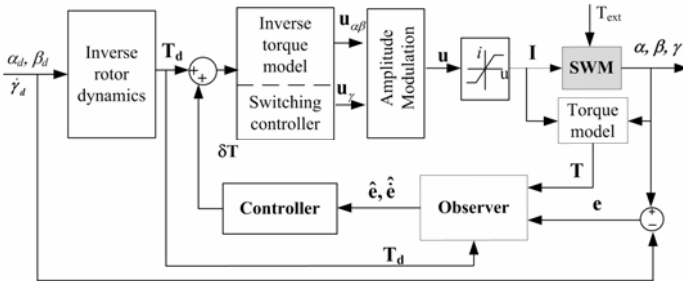 α_d, β_d
γ̇_d
Inverse
rotor
dynamics
T_d
+
+
Inverse
torque
model
Switching
controller
u_αβ
u_γ
Amplitude
Modulation
u
i
u
I
T_ext
SWM
α, β, γ
Torque
model
T
δT
Controller
ê, ė̂
Observer
e
+
−
T_d